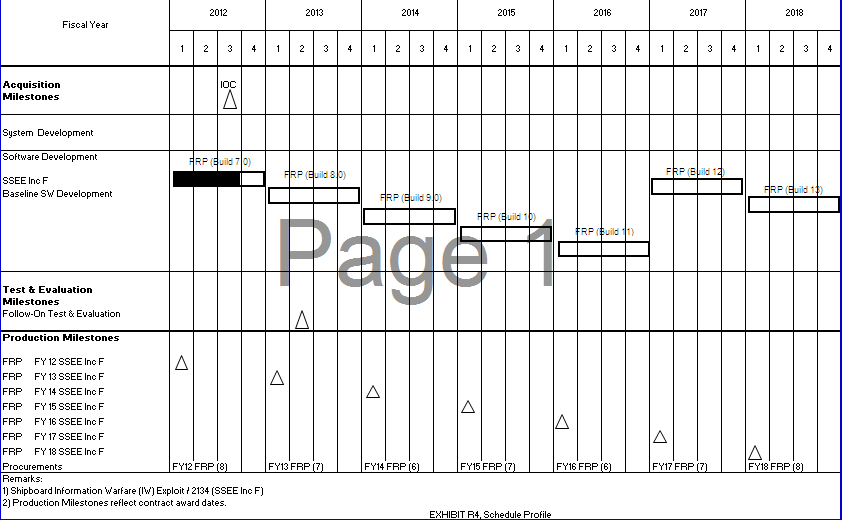 Fiscal Year 2012 2013 2014 2015 2016 2017 2018
1 2 3 4 1 2 3 4 1 2 3 4 1 2 3 4 1 2 3 4 1 2 3 4 1 2 3 4
Acquisition
Milestones
IOC
System Development
Software Development
FRP (Build 7.0)
FRP (Build 8.0)
FRP (Build 12)
SSEE Inc F
Baseline SW Development
FRP (Build 9.0)
FRP (Build 13)
FRP (Build 10)
FRP (Build 11)
Page 1
Test & Evaluation
Milestones
Follow-On Test & Evaluation
Production Milestones
FRP FY 12 SSEE Inc F
FRP FY 13 SSEE Inc F
FRP FY 14 SSEE Inc F
FRP FY 15 SSEE Inc F
FRP FY 16 SSEE Inc F
FRP FY 17 SSEE Inc F
FRP FY 18 SSEE Inc F
Procurements FY12 FRP (8) FY13 FRP (7) FY14 FRP (6) FY15 FRP (7) FY16 FRP (6) FY17 FRP (7) FY18 FRP (8)
Remarks:
1) Shipboard Information Warfare (IW) Exploit / 2134 (SSEE Inc F)
2) Production Milestones reflect contract award dates.
EXHIBIT R4, Schedule Profile